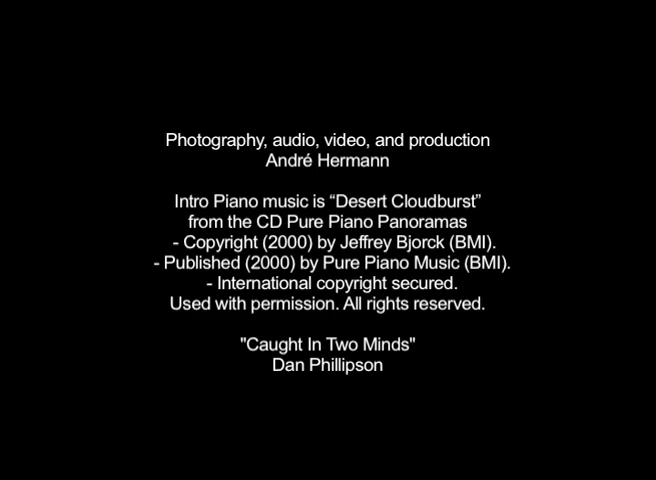 Photography, audio, video, and production
André Hermann
Intro Piano music is “Desert Cloudburst”
from the CD Pure Piano Panoramas
- Copyright (2000) by Jeffrey Bjorck (BMI).
- Published (2000) by Pure Piano Music (BMI).
- International copyright secured.
Used with permission. All rights reserved.
"Caught In Two Minds"
Dan Phillipson